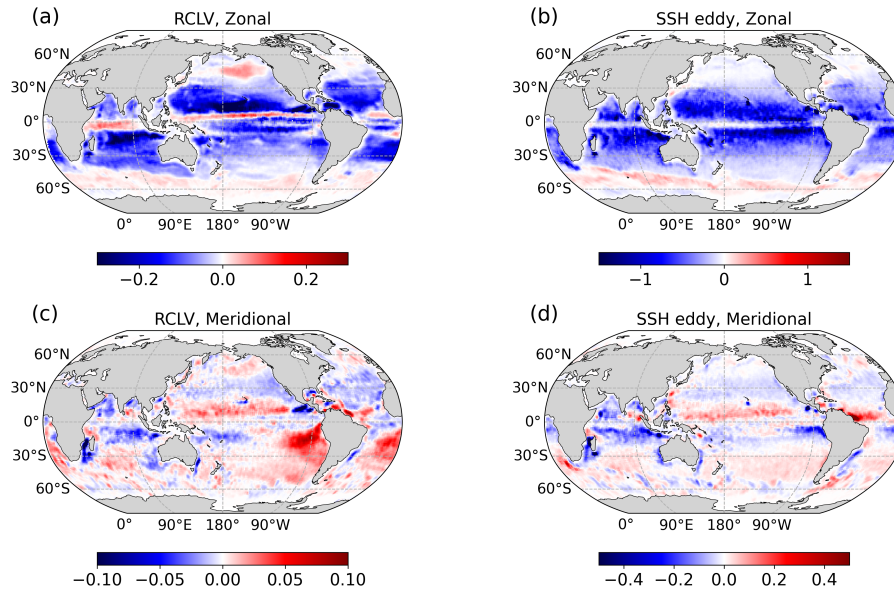 (a) RCLV, Zonal
60°N
30°N
0°
30°S
60°S
0° 90°E 180° 90°W
−0.2 0.0 0.2
(b) SSH eddy, Zonal
60°N
30°N
0°
30°S
60°S
0° 90°E 180° 90°W
−1 0 1
(c) RCLV, Meridional
60°N
30°N
0°
30°S
60°S
0° 90°E 180° 90°W
−0.10 −0.05 0.00 0.05 0.10
(d) SSH eddy, Meridional
60°N
30°N
0°
30°S
60°S
0° 90°E 180° 90°W
−0.4 −0.2 0.0 0.2 0.4